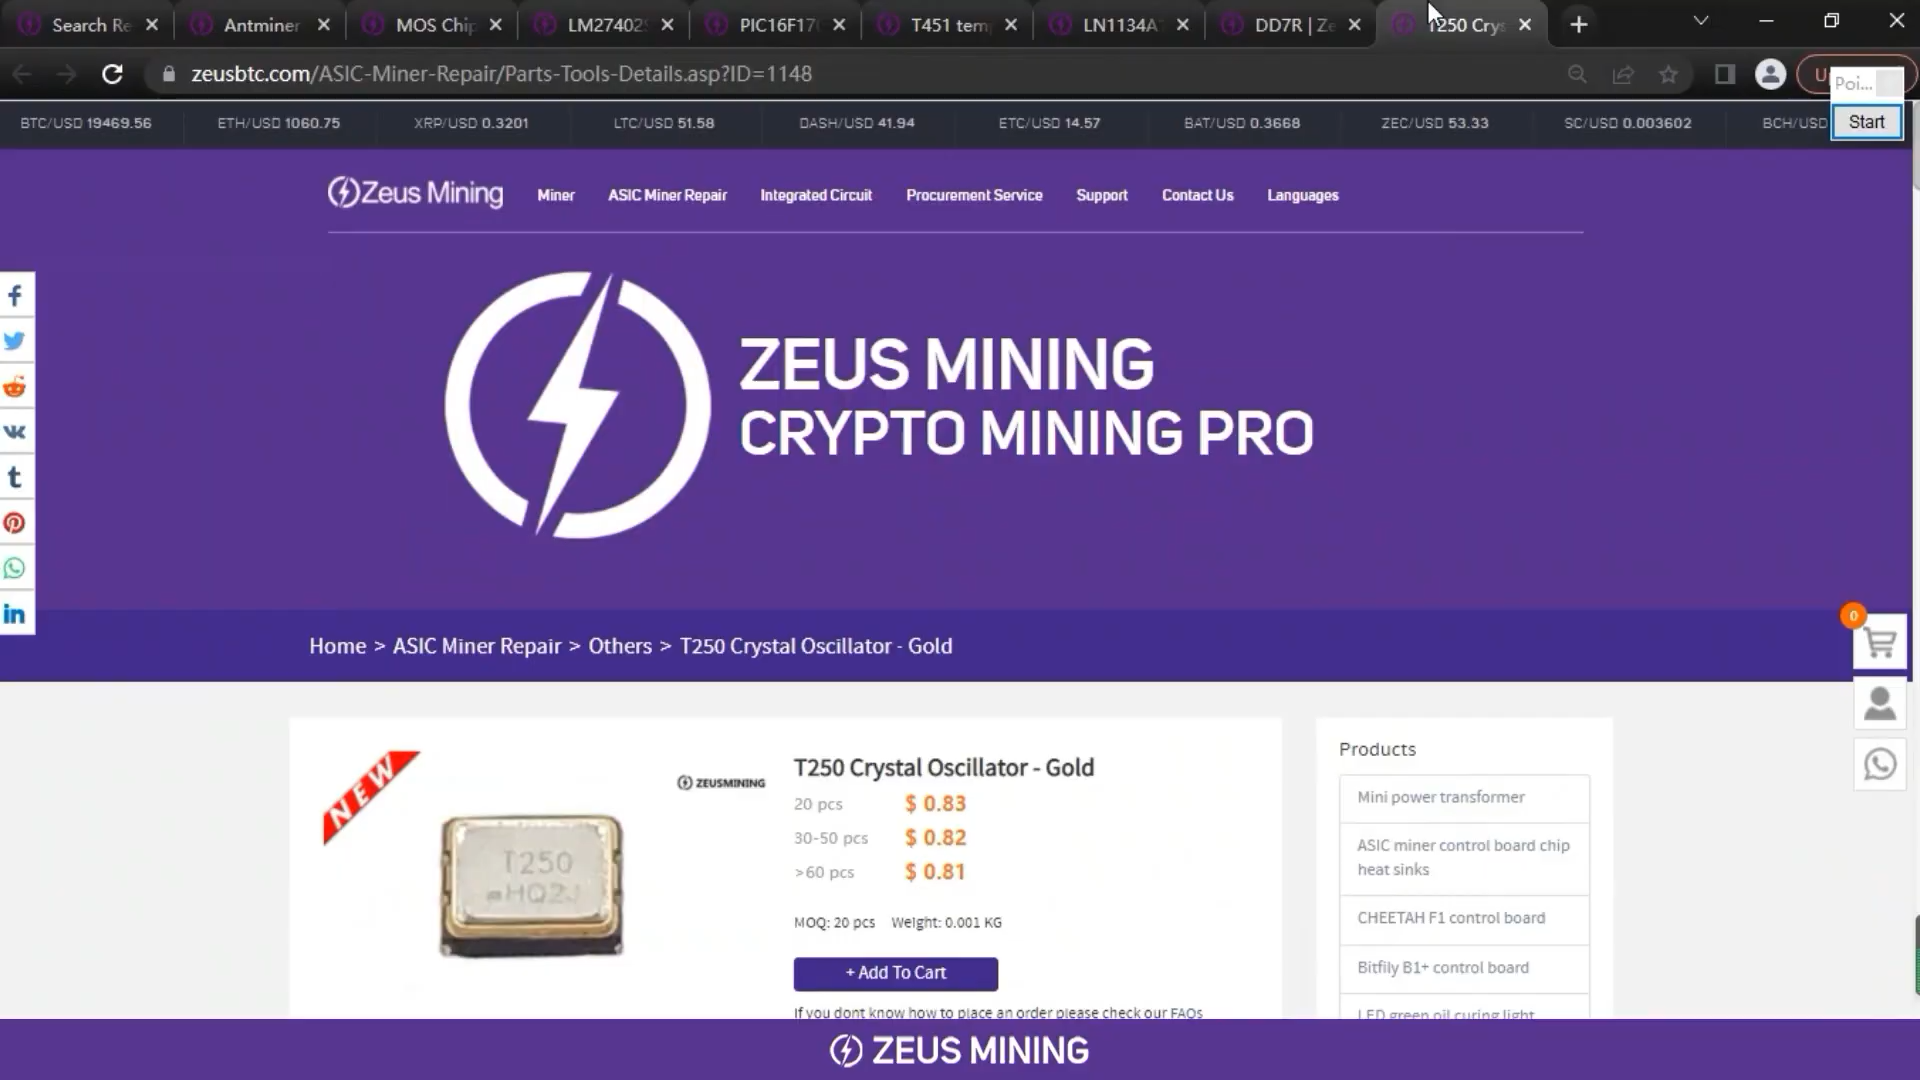 Search Re
Antminer
MOS Chip
LM27402
PIC16F170
T451 tem
LN1134A
DD7R | Ze
T250 Crys
zeusbtc.com/ASIC-Miner-Repair/Parts-Tools-Details.asp?ID=1148
Poi...
Start
BTC/USD 19469.56
ETH/USD 1060.75
XRP/USD 0.3201
LTC/USD 51.58
DASH/USD 41.94
ETC/USD 14.57
BAT/USD 0.3668
ZEC/USD 53.33
SC/USD 0.003602
BCH/USD
Zeus Mining
Miner
ASIC Miner Repair
Integrated Circuit
Procurement Service
Support
Contact Us
Languages
ZEUS MINING
CRYPTO MINING PRO
0
Home > ASIC Miner Repair > Others > T250 Crystal Oscillator - Gold
NEW
ZEUSMINING
T250
HQ2J
T250 Crystal Oscillator - Gold
20 pcs $ 0.83
30-50 pcs $ 0.82
>60 pcs $ 0.81
MOQ: 20 pcs Weight: 0.001 KG
+ Add To Cart
If you dont know how to place an order please check our FAQs
Products
Mini power transformer
ASIC miner control board chip
heat sinks
CHEETAH F1 control board
Bitfily B1+ control board
LED green oil curing light
ZEUS MINING